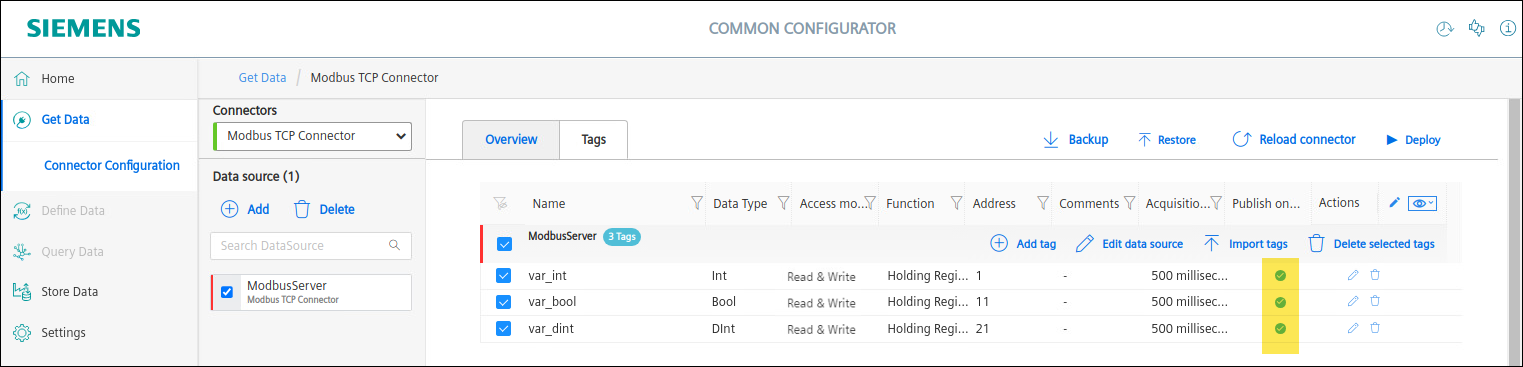 SIEMENS
COMMON CONFIGURATOR
Home
Get Data
Connector Configuration
Define Data
Query Data
Store Data
Settings
Get Data / Modbus TCP Connector
Connectors
Modbus TCP Connector
Data source (1)
Add Delete
Search DataSource
ModbusServer
Modbus TCP Connector
Overview Tags Backup Restore Reload connector Deploy
Name Data Type Access mo... Function Address Comments Acquisitio... Publish on... Actions
ModbusServer 3 Tags Add tag Edit data source Import tags Delete selected tags
var_int Int Read & Write Holding Regi... 1 - 500 millisec...
var_bool Bool Read & Write Holding Regi... 11 - 500 millisec...
var_dint DInt Read & Write Holding Regi... 21 - 500 millisec...